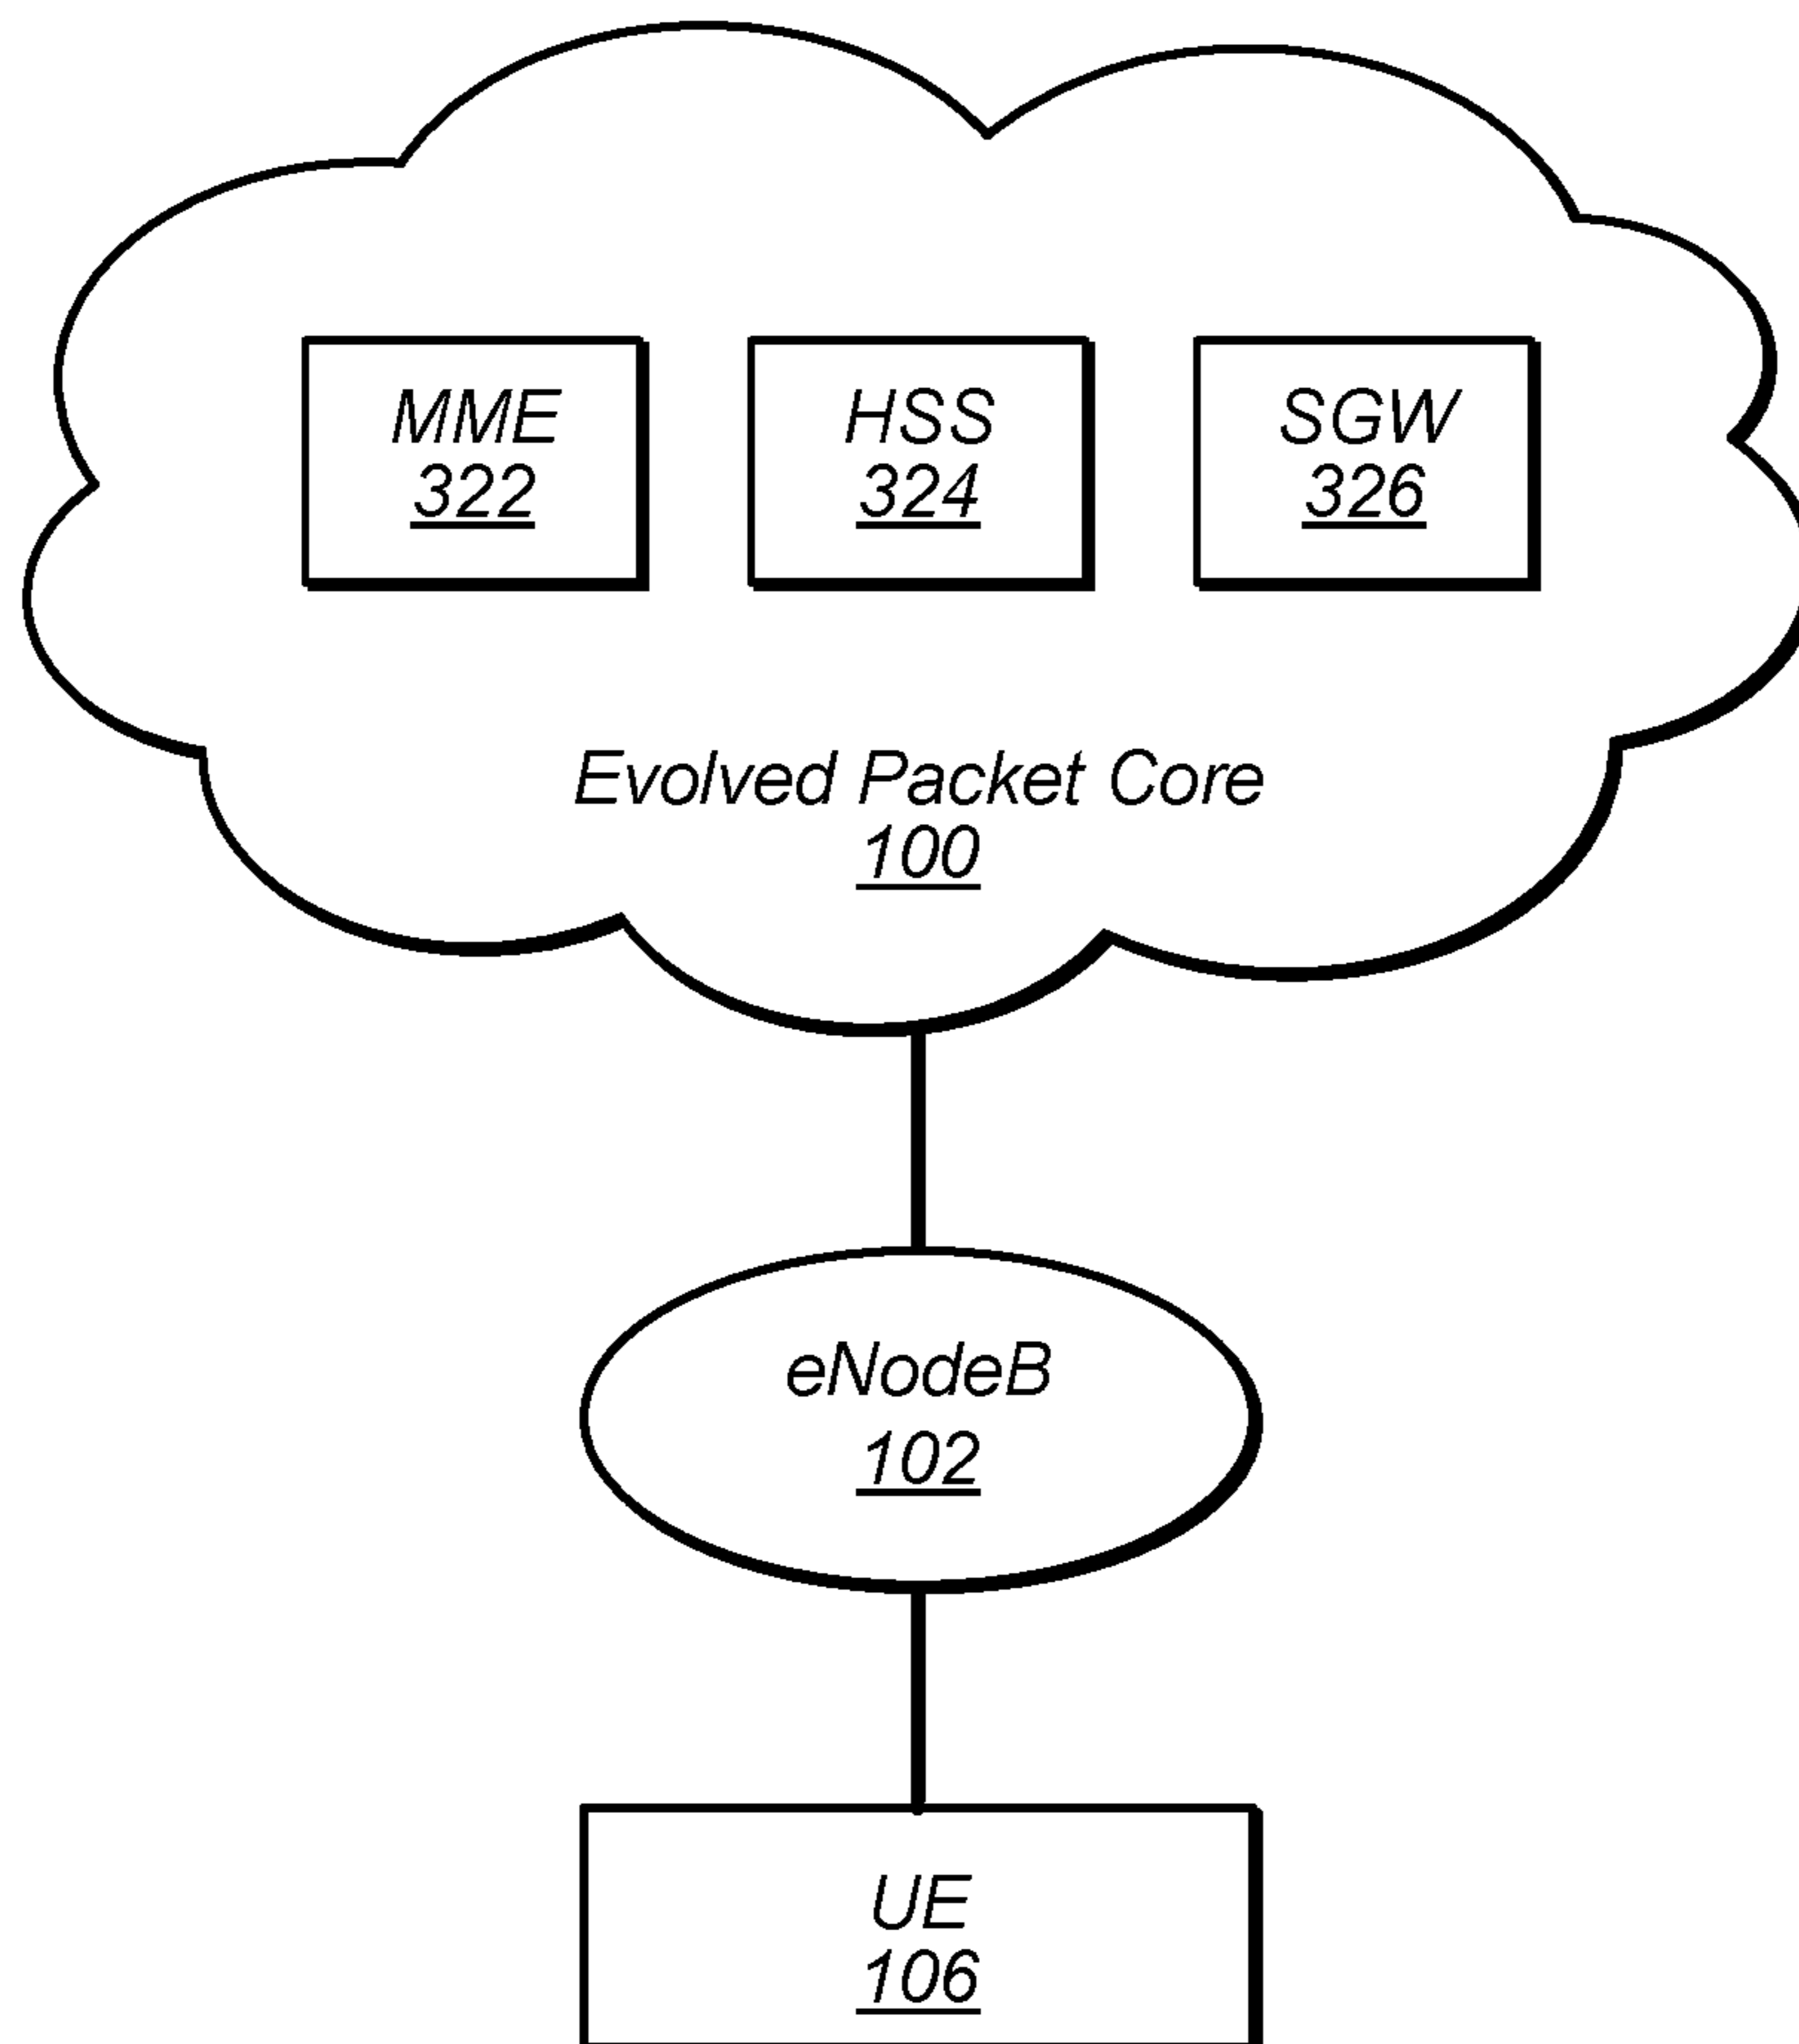 MME
322
HSS
324
SGW
326
Evolved Packet Core
100
eNodeB
102
UE
106